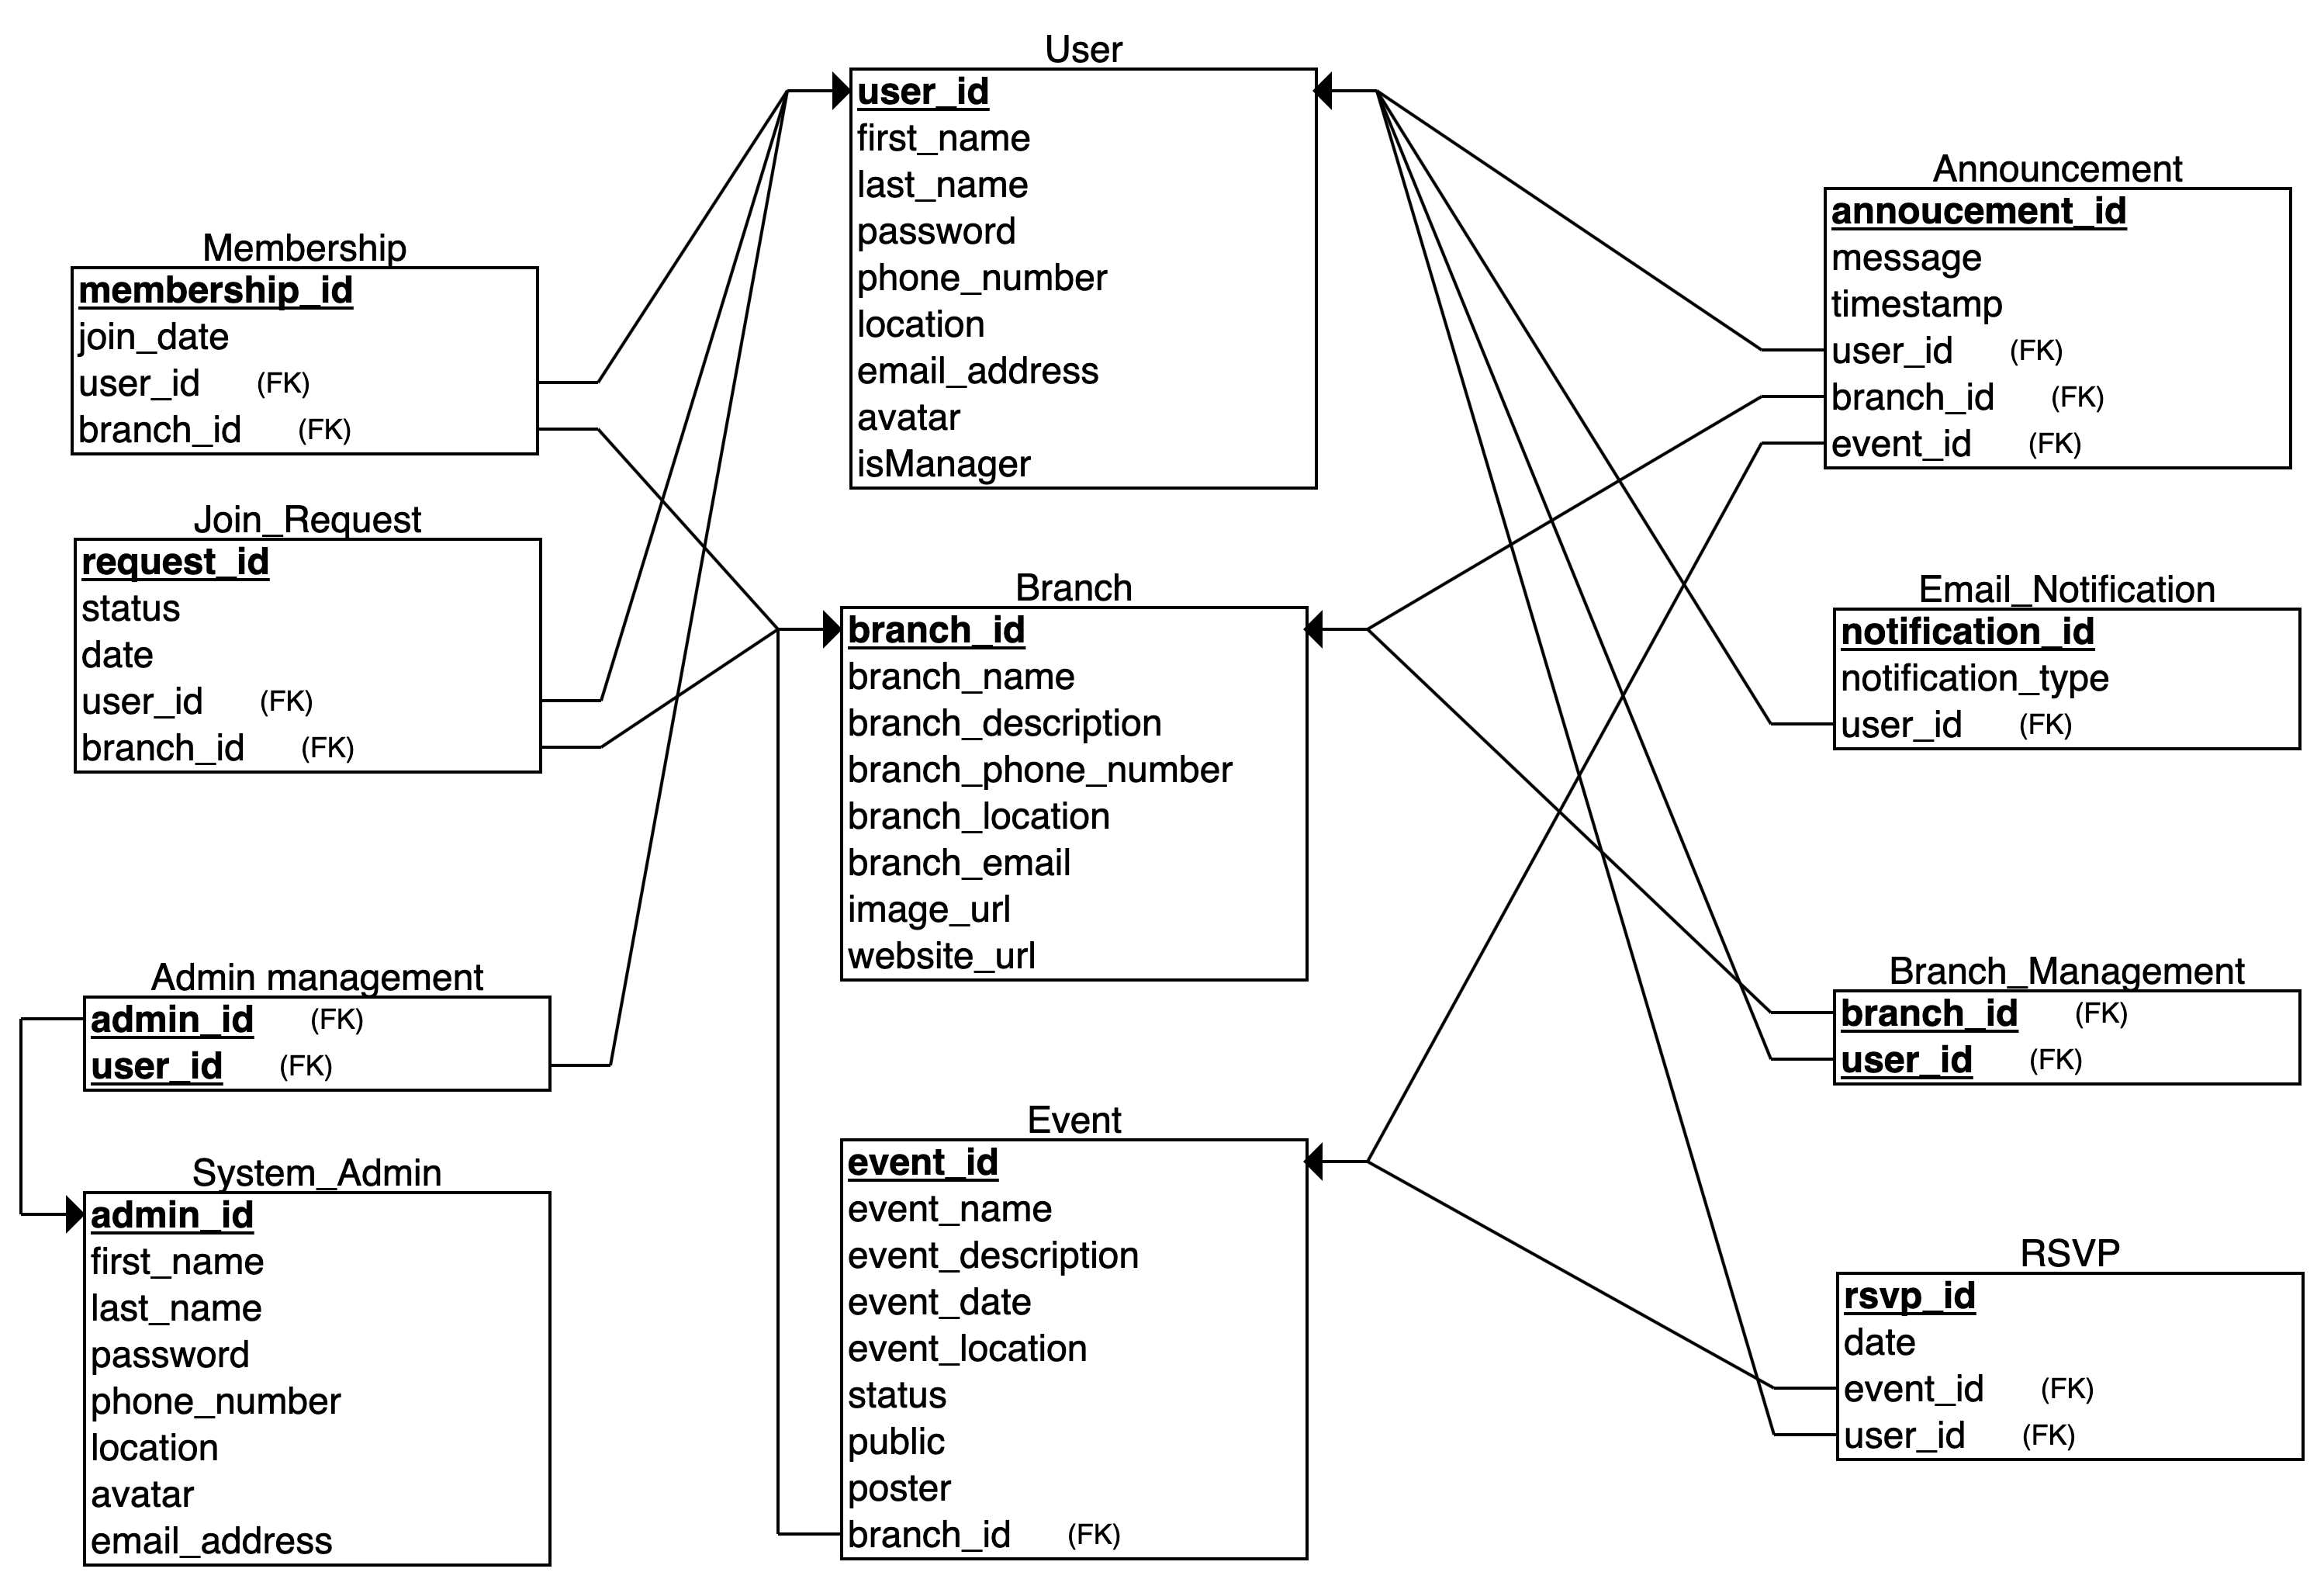 User
user_id
first_name
last_name
password
phone_number
location
email_address
avatar
isManager
Membership
membership_id
join_date
user_id (FK)
branch_id (FK)
Join_Request
request_id
status
date
user_id (FK)
branch_id (FK)
Admin management
admin_id (FK)
user_id (FK)
System_Admin
admin_id
first_name
last_name
password
phone_number
location
avatar
email_address
Branch
branch_id
branch_name
branch_description
branch_phone_number
branch_location
branch_email
image_url
website_url
Event
event_id
event_name
event_description
event_date
event_location
status
public
poster
branch_id (FK)
Announcement
annoucement_id
message
timestamp
user_id (FK)
branch_id (FK)
event_id (FK)
Email_Notification
notification_id
notification_type
user_id (FK)
Branch_Management
branch_id (FK)
user_id (FK)
RSVP
rsvp_id
date
event_id (FK)
user_id (FK)